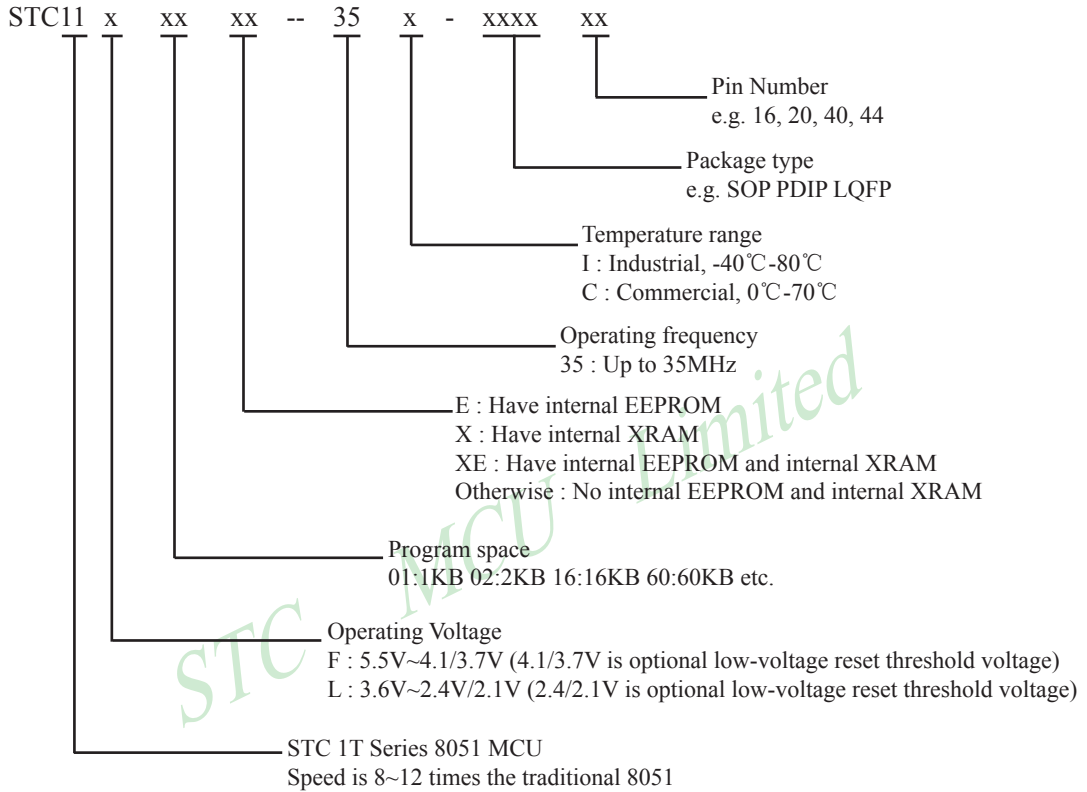 STC11 x xx xx -- 35 x - xxxx xx
Pin Number
e.g. 16, 20, 40, 44
Package type
e.g. SOP PDIP LQFP
Temperature range
I : Industrial, -40℃-80℃
C : Commercial, 0℃-70℃
Operating frequency
35 : Up to 35MHz
E : Have internal EEPROM
X : Have internal XRAM
XE : Have internal EEPROM and internal XRAM
Otherwise : No internal EEPROM and internal XRAM
Program space
01:1KB 02:2KB 16:16KB 60:60KB etc.
Operating Voltage
F : 5.5V~4.1/3.7V (4.1/3.7V is optional low-voltage reset threshold voltage)
L : 3.6V~2.4V/2.1V (2.4/2.1V is optional low-voltage reset threshold voltage)
STC 1T Series 8051 MCU
Speed is 8~12 times the traditional 8051
STC MCU Limited